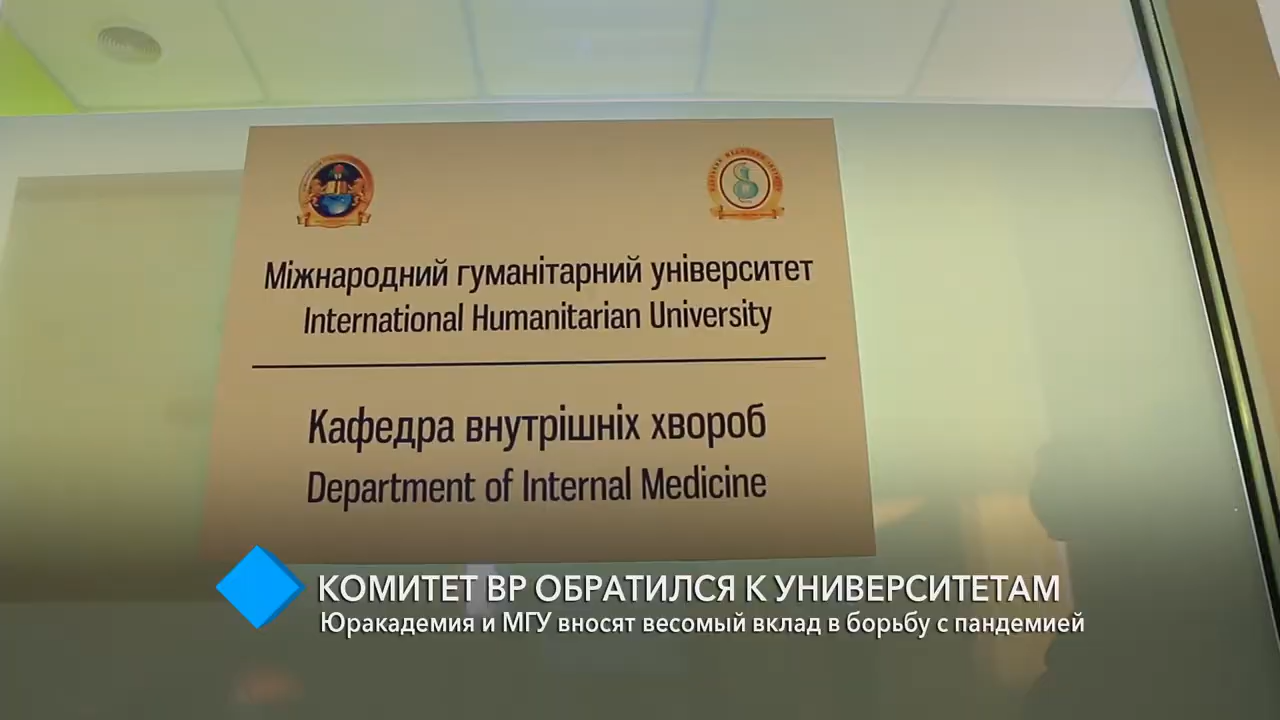 Міжнародний гуманітарний університет
International Humanitarian University
Кафедра внутрішніх хвороб
Department of Internal Medicine
КОМИТЕТ ВР ОБРАТИЛСЯ К УНИВЕРСИТЕТАМ
Юракадемия и МГУ вносят весомый вклад в борьбу с пандемией